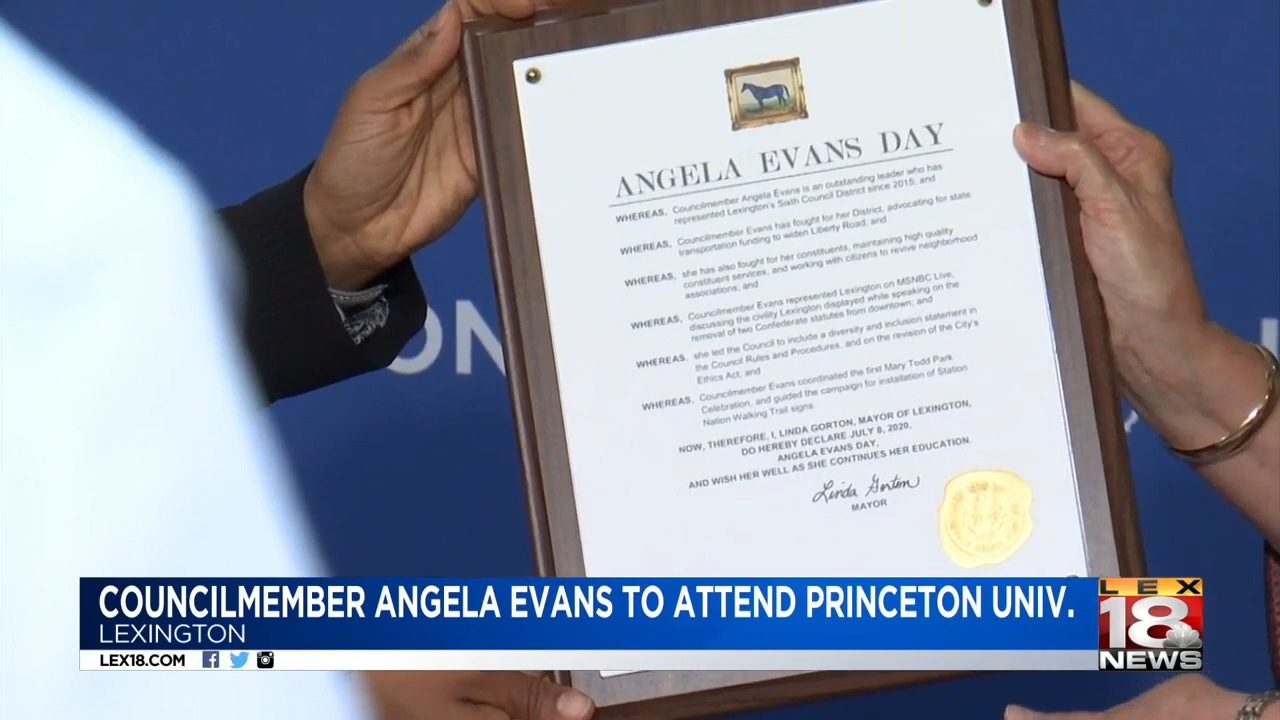 ANGELA EVANS DAY
WHEREAS, Councilmember Angela Evans is an outstanding leader who has
represented Lexington's Sixth Council District since 2015; and
WHEREAS, Councilmember Evans has fought for her District, advocating for state
transportation funding to widen Liberty Road, and
WHEREAS, she has also fought for her constituents, maintaining high quality
constituent services, and working with citizens to revive neighborhood
associations; and
WHEREAS, Councilmember Evans represented Lexington on MSNBC Live,
discussing the civility Lexington displayed while speaking on the
removal of two Confederate statutes from downtown; and
WHEREAS, she led the Council to include a diversity and inclusion statement in
the Council Rules and Procedures, and on the revision of the City's
Ethics Act; and
WHEREAS, Councilmember Evans coordinated the first Mary Todd Park
Celebration, and guided the campaign for installation of Station
Nation Walking Trail signs.
NOW, THEREFORE, I, LINDA GORTON, MAYOR OF LEXINGTON,
DO HEREBY DECLARE JULY 8, 2020,
ANGELA EVANS DAY,
AND WISH HER WELL AS SHE CONTINUES HER EDUCATION.
Linda Gorton
MAYOR
ON
COUNCILMEMBER ANGELA EVANS TO ATTEND PRINCETON UNIV.
LEXINGTON
LEX18.COM
LEX
18
NEWS